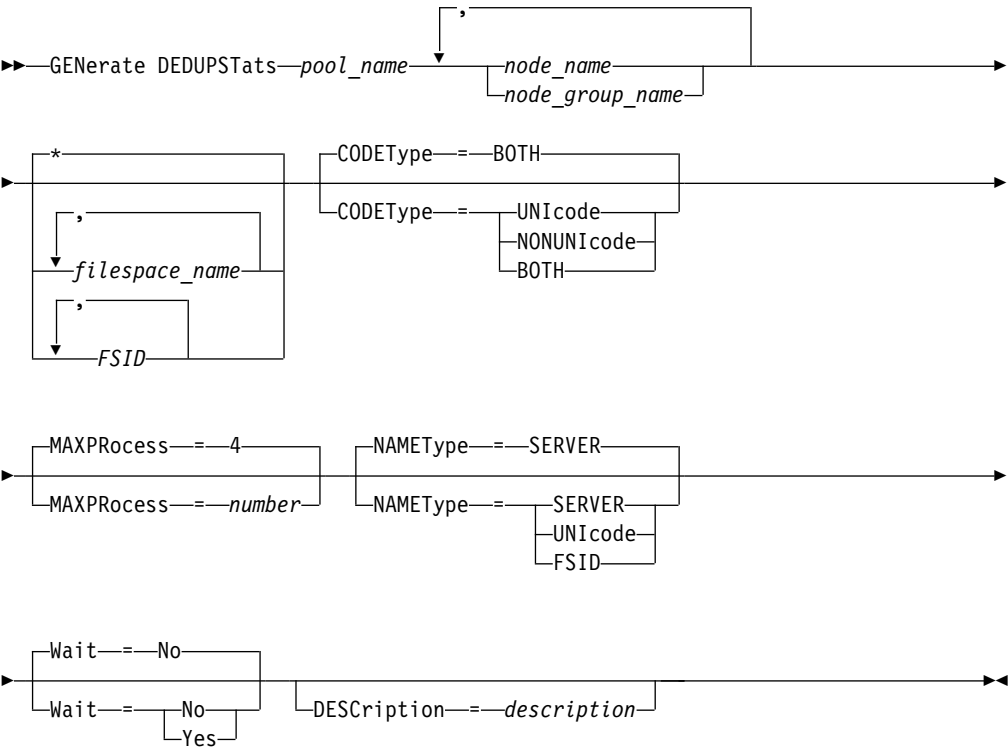 ,
GENerate DEDUPSTats pool_name node_name
node_group_name
*
,
filespace_name
,
FSID
CODEType = BOTH
CODEType = UNIcode
NONUNIcode
BOTH
MAXPRocess = 4
MAXPRocess = number
NAMEType = SERVER
NAMEType = SERVER
UNIcode
FSID
Wait = No
Wait = No
Yes
DESCription = description